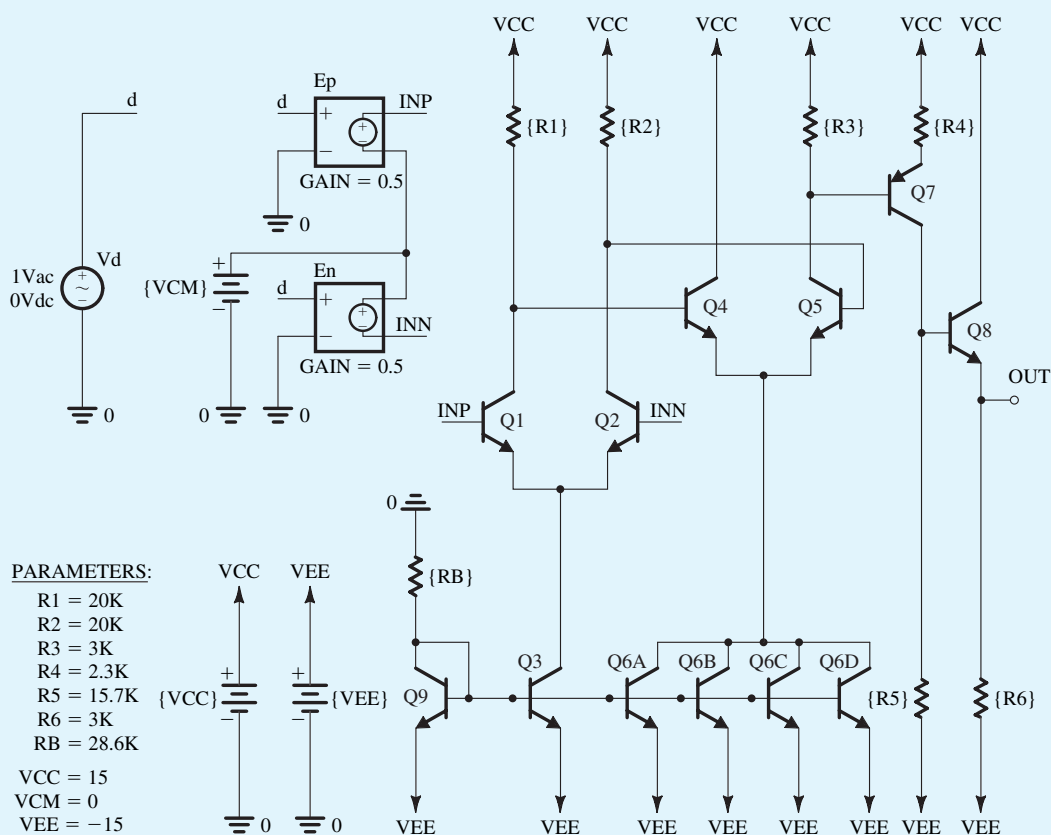 VCC VCC VCC VCC VCC VCC
d
Ep
d
INP
+
−
+
−
GAIN = 0.5
0
{R1}
{R2}
{R3}
{R4}
Q7
1Vac
0Vdc
Vd
+
~
−
0
+
{VCM}
−
0
En
d
+
−
+
−
INN
GAIN = 0.5
0
Q4
Q5
Q8
OUT
INP
Q1
Q2
INN
0
{RB}
PARAMETERS:
R1 = 20K
R2 = 20K
R3 = 3K
R4 = 2.3K
R5 = 15.7K
R6 = 3K
RB = 28.6K
VCC = 15
VCM = 0
VEE = −15
VCC
+
{VCC}
−
0
VEE
+
{VEE}
−
0
Q9
Q3
Q6A
Q6B
Q6C
Q6D
{R5}
{R6}
VEE VEE VEE VEE VEE VEE VEE VEE